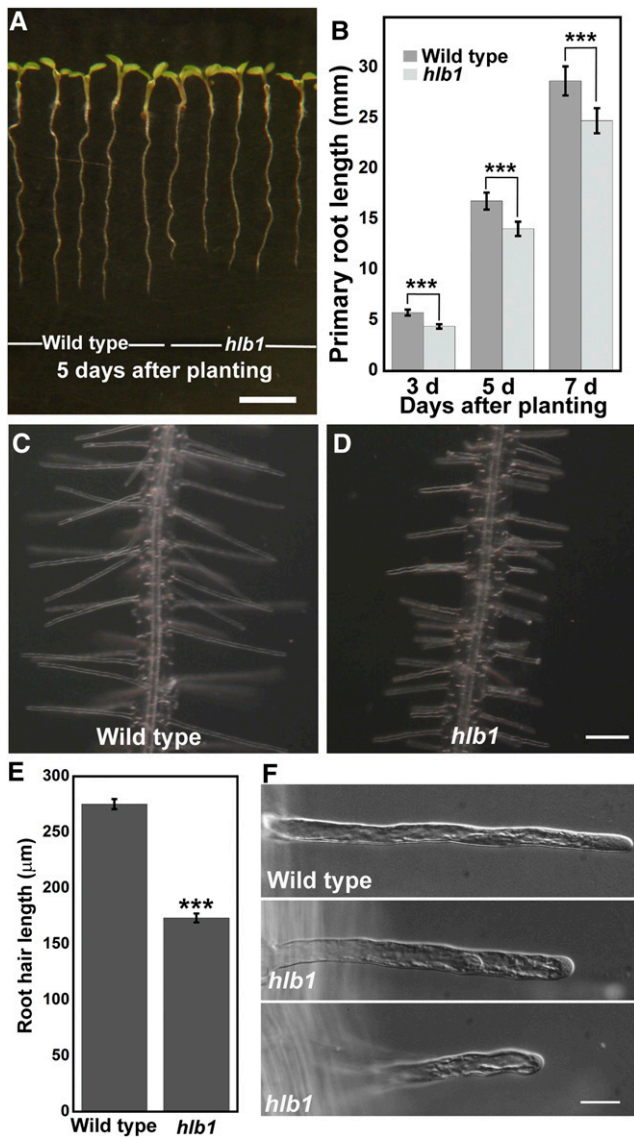 A
Wild type hlb1
5 days after planting
B
Primary root length (mm)
30
25
20
15
10
5
0
Wild type
hlb1
***
***
***
3 d 5 d 7 d
Days after planting
C
Wild type
D
hlb1
E
Root hair length (μm)
300
250
200
150
100
50
0
***
Wild type hlb1
F
Wild type
hlb1
hlb1